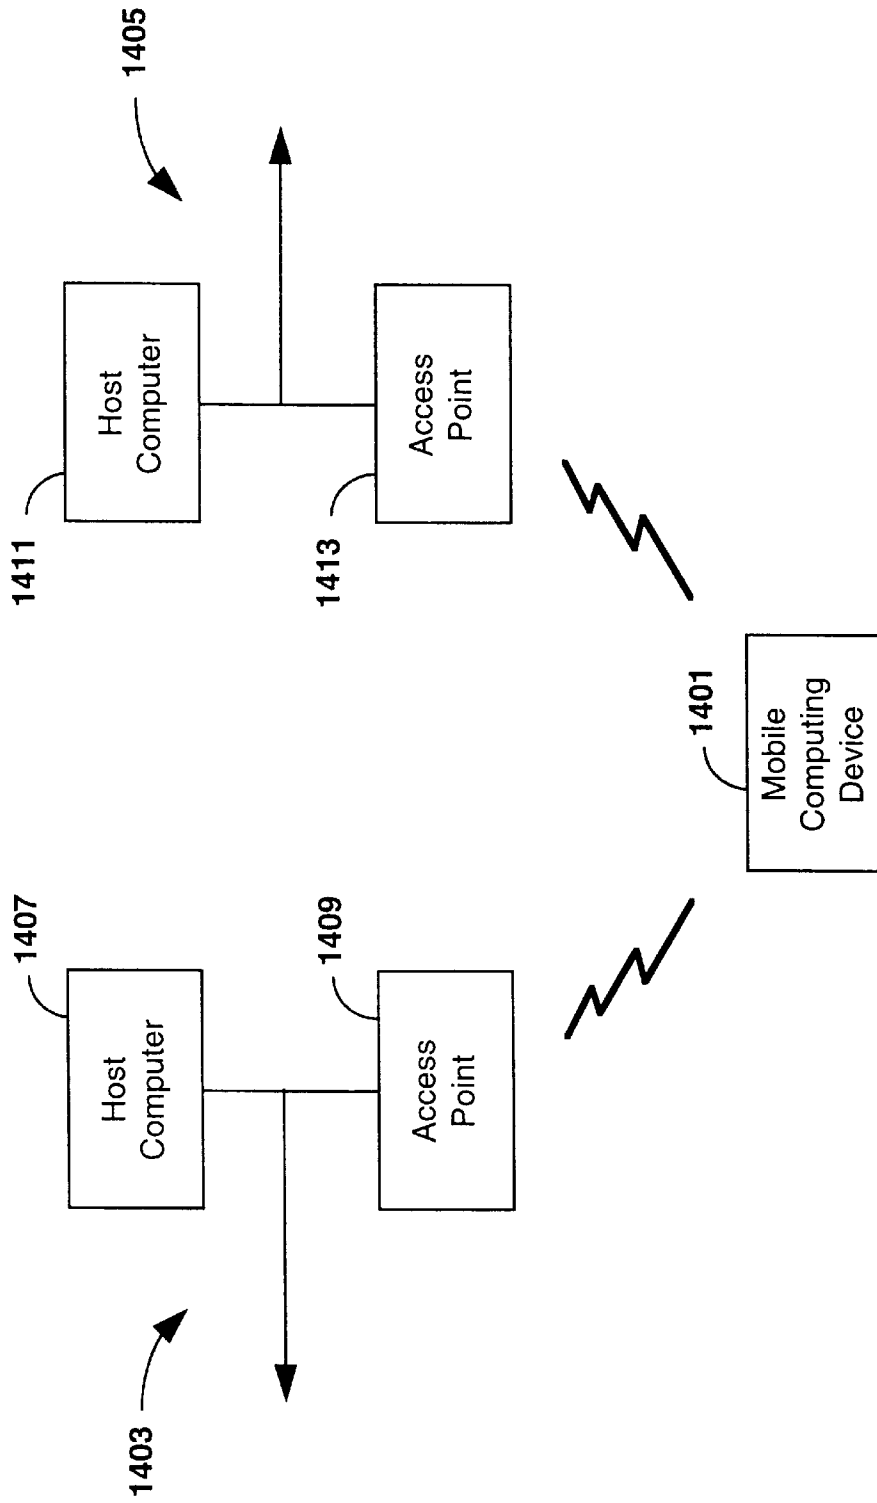 1403
1407
Host
Computer
1409
Access
Point
1401
Mobile
Computing
Device
1411
Host
Computer
1413
Access
Point
1405